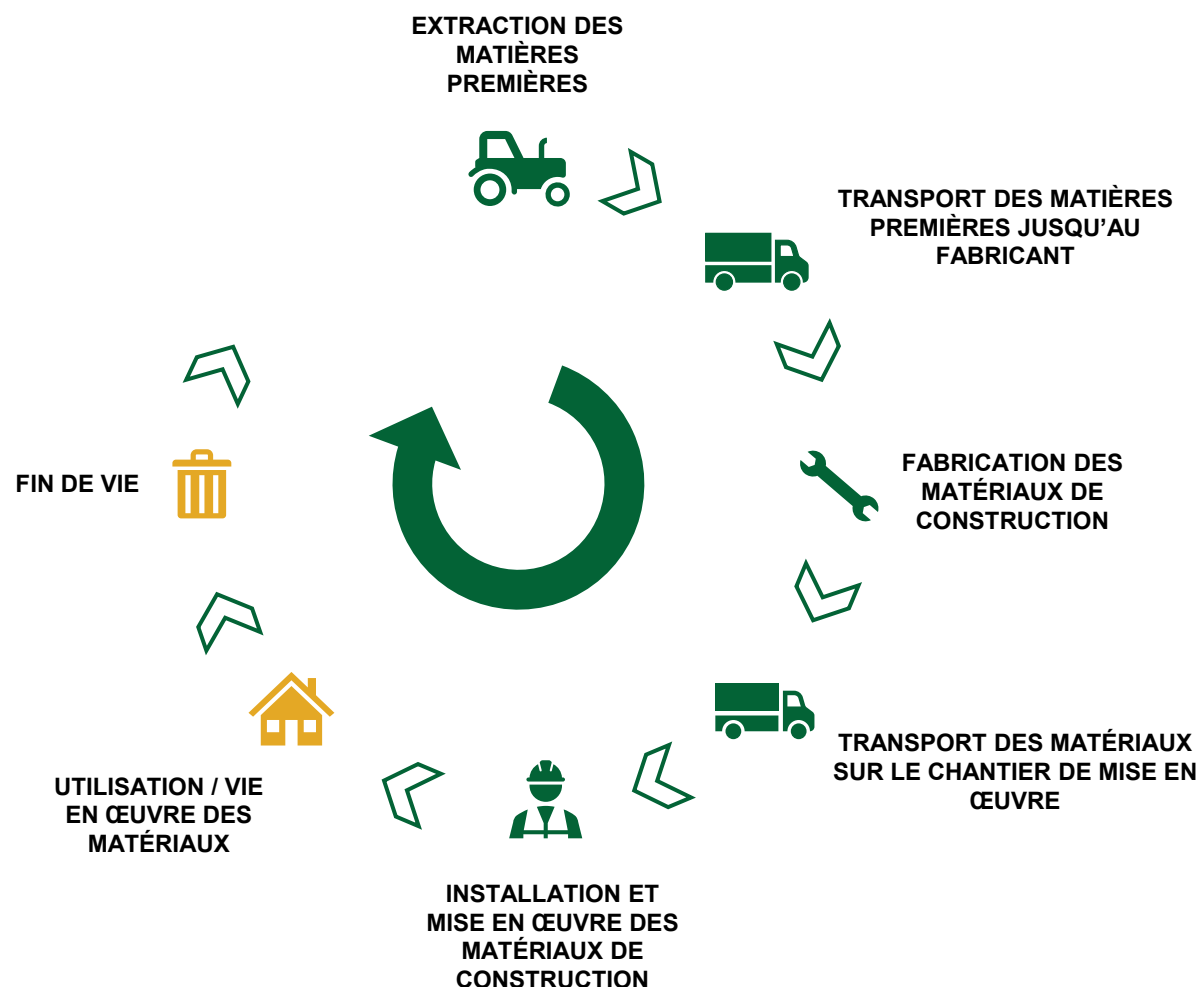 EXTRACTION DES
MATIÈRES
PREMIÈRES
TRANSPORT DES MATIÈRES
PREMIÈRES JUSQU’AU
FABRICANT
FABRICATION DES
MATÉRIAUX DE
CONSTRUCTION
TRANSPORT DES MATÉRIAUX
SUR LE CHANTIER DE MISE EN
ŒUVRE
INSTALLATION ET
MISE EN ŒUVRE DES
MATÉRIAUX DE
CONSTRUCTION
UTILISATION / VIE
EN ŒUVRE DES
MATÉRIAUX
FIN DE VIE